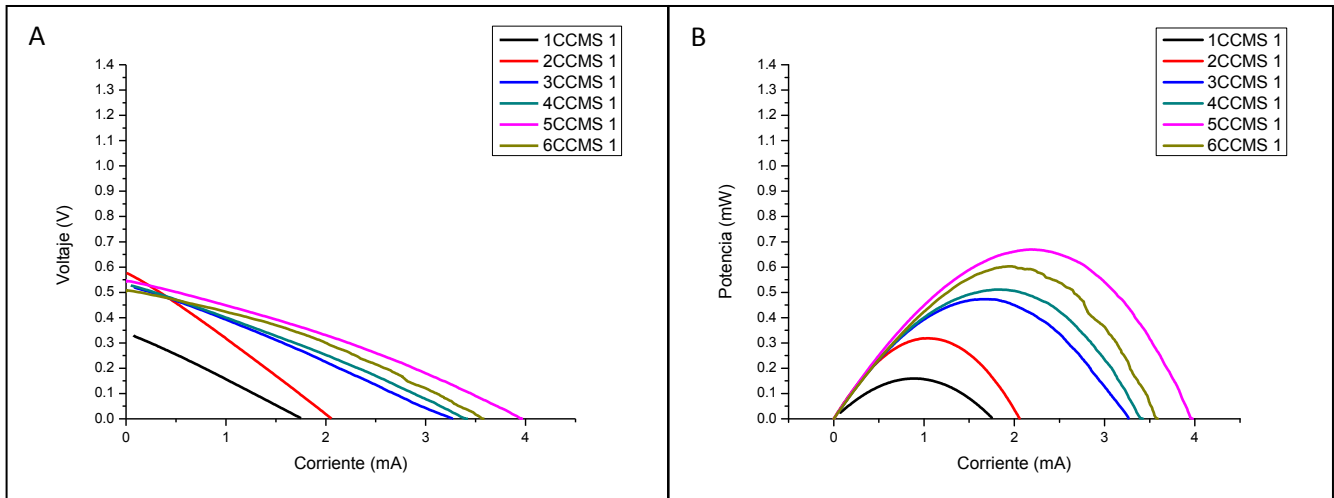 A
1CCMS 1
2CCMS 1
3CCMS 1
4CCMS 1
5CCMS 1
6CCMS 1
1.4
1.3
1.2
1.1
1.0
0.9
0.8
0.7
0.6
0.5
0.4
0.3
0.2
0.1
0.0
Voltaje (V)
0 1 2 3 4
Corriente (mA)
B
1CCMS 1
2CCMS 1
3CCMS 1
4CCMS 1
5CCMS 1
6CCMS 1
1.4
1.3
1.2
1.1
1.0
0.9
0.8
0.7
0.6
0.5
0.4
0.3
0.2
0.1
0.0
Potencia (mW)
0 1 2 3 4
Corriente (mA)